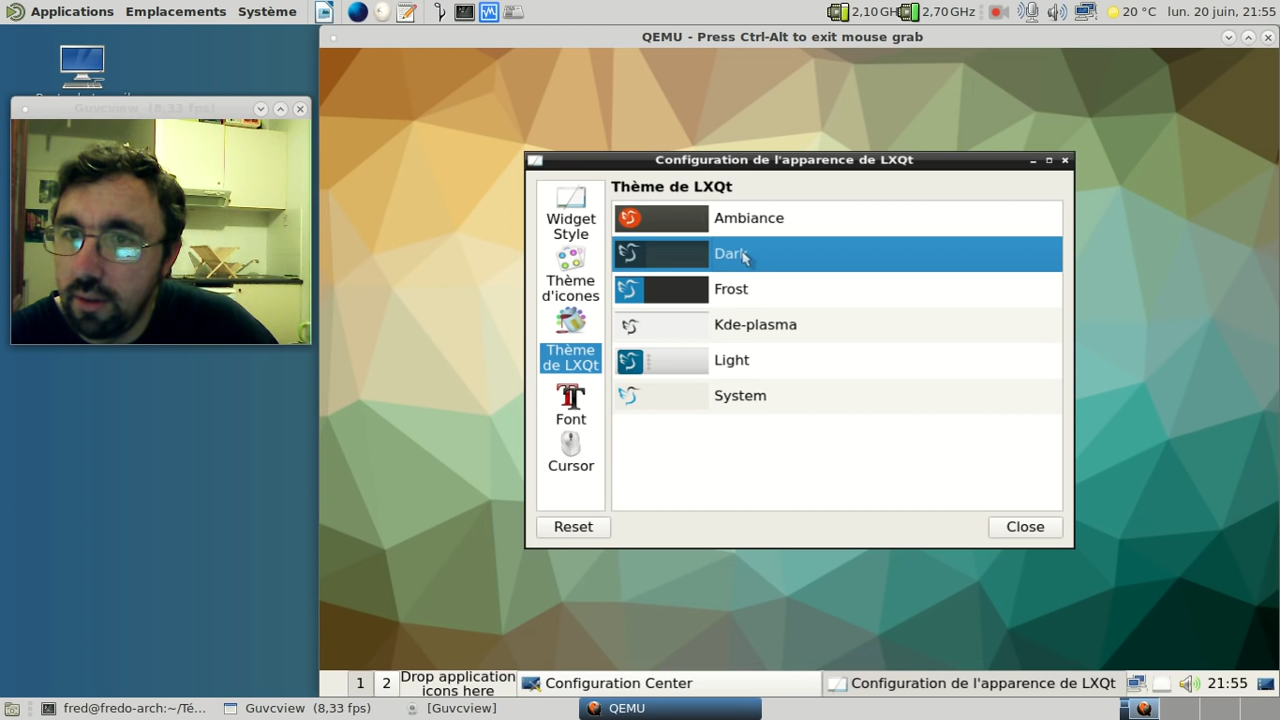 Applications Emplacements Système
2,10 GH 2,70 GHz 20 °C lun. 20 juin, 21:55
QEMU - Press Ctrl-Alt to exit mouse grab
Guvcview (8,33 fps)
Configuration de l'apparence de LXQt
Widget
Style
Thème
d'icones
Thème
de LXQt
Font
Cursor
Thème de LXQt
Ambiance
Dark
Frost
Kde-plasma
Light
System
Reset
Close
1 2 Drop application
icons here
Configuration Center
Configuration de l'apparence de LXQt
21:55
fred@fredo-arch:~/Té...
Guvcview (8,33 fps)
[Guvcview]
QEMU